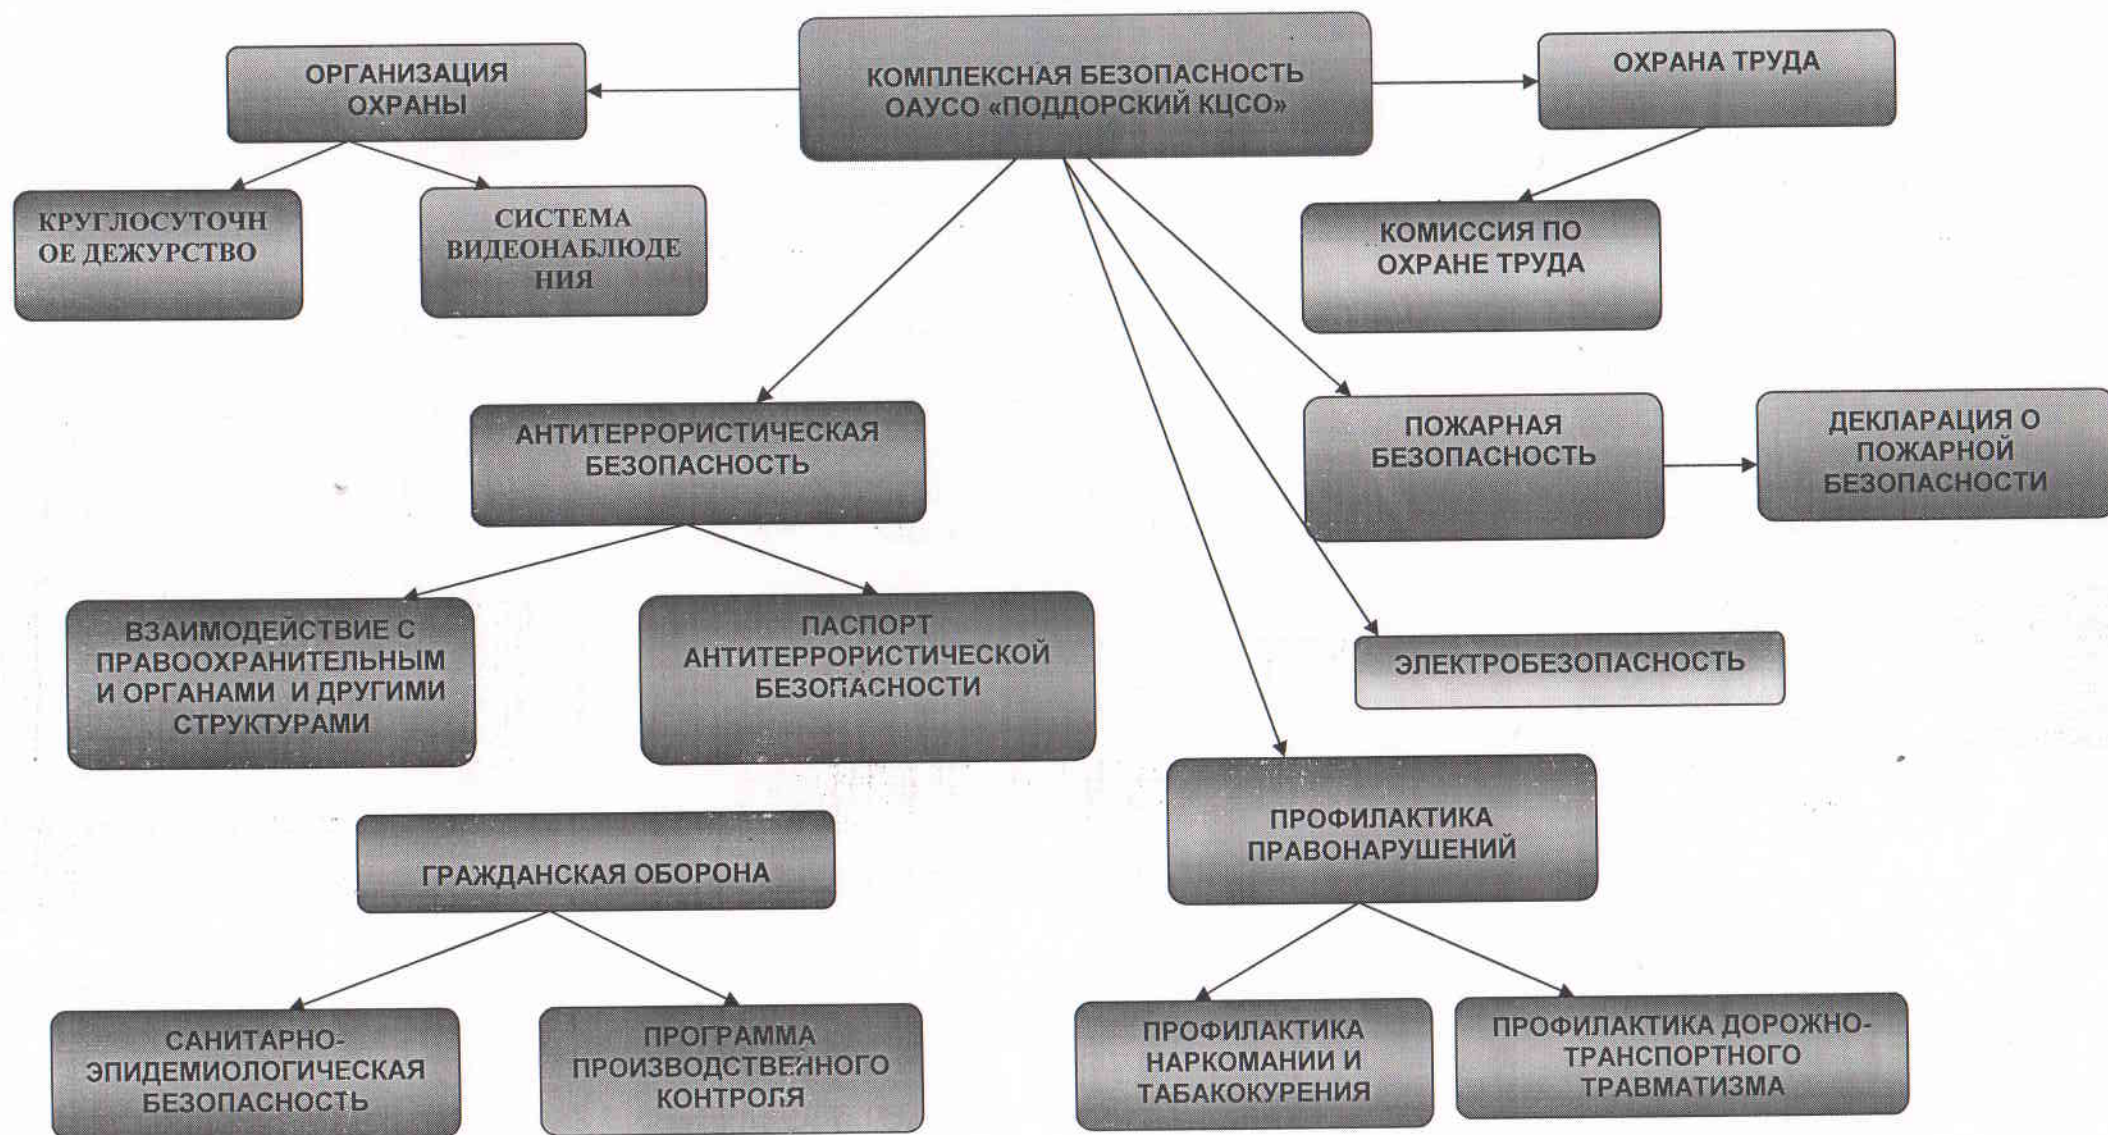 ОРГАНИЗАЦИЯ
ОХРАНЫ
КОМПЛЕКСНАЯ БЕЗОПАСНОСТЬ
ОАУСО «ПОДДОРСКИЙ КЦСО»
ОХРАНА ТРУДА
КРУГЛОСУТОЧН
ОЕ ДЕЖУРСТВО
СИСТЕМА
ВИДЕОНАБЛЮДЕ
НИЯ
КОМИССИЯ ПО
ОХРАНЕ ТРУДА
АНТИТЕРРОРИСТИЧЕСКАЯ
БЕЗОПАСНОСТЬ
ПОЖАРНАЯ
БЕЗОПАСНОСТЬ
ДЕКЛАРАЦИЯ О
ПОЖАРНОЙ
БЕЗОПАСНОСТИ
ВЗАИМОДЕЙСТВИЕ С
ПРАВООХРАНИТЕЛЬНЫМ
И ОРГАНАМИ И ДРУГИМИ
СТРУКТУРАМИ
ПАСПОРТ
АНТИТЕРРОРИСТИЧЕСКОЙ
БЕЗОПАСНОСТИ
ЭЛЕКТРОБЕЗОПАСНОСТЬ
ГРАЖДАНСКАЯ ОБОРОНА
ПРОФИЛАКТИКА
ПРАВОНАРУШЕНИЙ
САНИТАРНО-
ЭПИДЕМИОЛОГИЧЕСКАЯ
БЕЗОПАСНОСТЬ
ПРОГРАММА
ПРОИЗВОДСТВЕННОГО
КОНТРОЛЯ
ПРОФИЛАКТИКА
НАРКОМАНИИ И
ТАБАКОКУРЕНИЯ
ПРОФИЛАКТИКА ДОРОЖНО-
ТРАНСПОРТНОГО
ТРАВМАТИЗМА